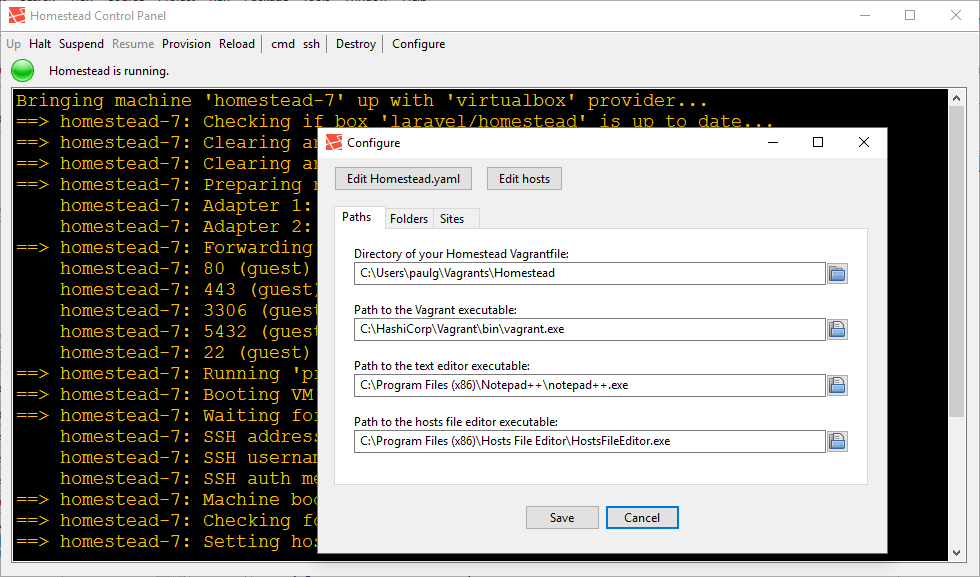 Homestead Control Panel
Up Halt Suspend Resume Provision Reload cmd ssh Destroy Configure
Homestead is running.
Bringing machine 'homestead-7' up with 'virtualbox' provider...
==> homestead-7: Checking if box 'laravel/homestead' is up to date...
==> homestead-7: Clearing
==> homestead-7: Clearing
==> homestead-7: Preparing
homestead-7: Adapter 1:
homestead-7: Adapter 2:
==> homestead-7: Forwarding
homestead-7: 80 (guest)
homestead-7: 443 (guest)
homestead-7: 3306 (guest
homestead-7: 5432 (guest
homestead-7: 22 (guest)
==> homestead-7: Running
==> homestead-7: Booting VM
==> homestead-7: Waiting for
homestead-7: SSH address
homestead-7: SSH userna
homestead-7: SSH auth me
==> homestead-7: Machine boo
==> homestead-7: Checking fo
==> homestead-7: Setting hos
Configure
Edit Homestead.yaml Edit hosts
Paths Folders Sites
Directory of your Homestead Vagrantfile:
C:\Users\paulg\Vagrants\Homestead
Path to the Vagrant executable:
C:\HashiCorp\Vagrant\bin\vagrant.exe
Path to the text editor executable:
C:\Program Files (x86)\Notepad++\notepad++.exe
Path to the hosts file editor executable:
C:\Program Files (x86)\Hosts File Editor\HostsFileEditor.exe
Save Cancel